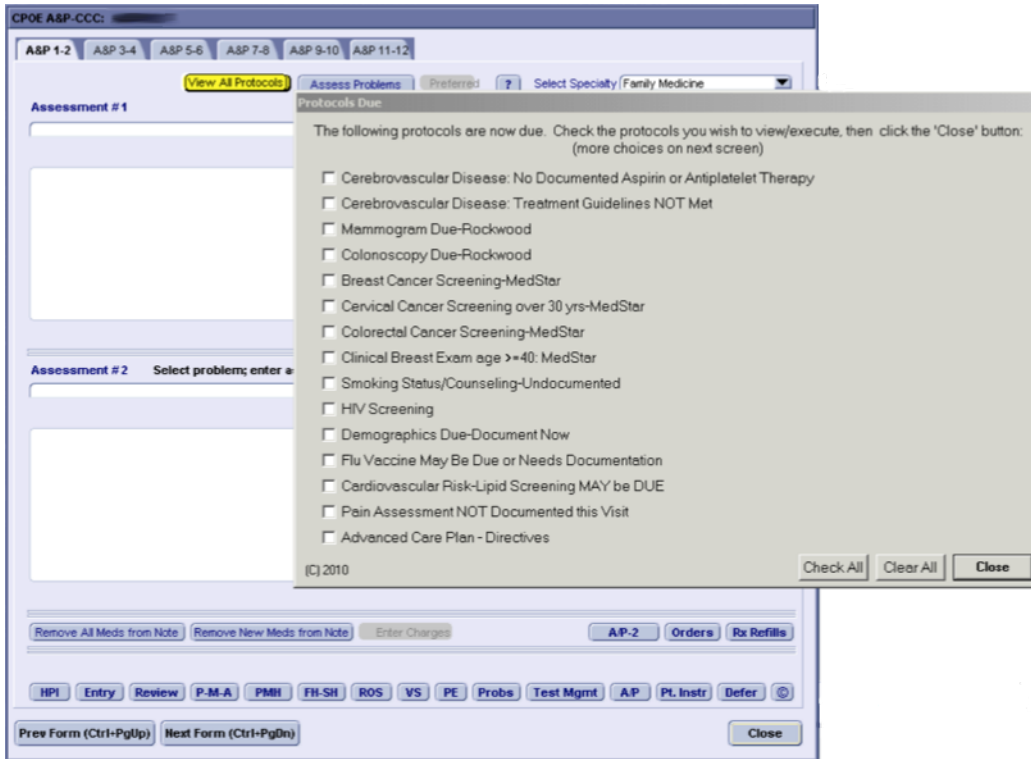 CPOE A&P-CCC:
A&P 1-2 A&P 3-4 A&P 5-6 A&P 7-8 A&P 9-10 A&P 11-12
View All Protocols Assess Problems Preferred ? Select Specialty Family Medicine
Assessment #1
Protocols Due
The following protocols are now due. Check the protocols you wish to view/execute, then click the 'Close' button:
(more choices on next screen)
Cerebrovascular Disease: No Documented Aspirin or Antiplatelet Therapy
Cerebrovascular Disease: Treatment Guidelines NOT Met
Mammogram Due-Rockwood
Colonoscopy Due-Rockwood
Breast Cancer Screening-MedStar
Cervical Cancer Screening over 30 yrs-MedStar
Colorectal Cancer Screening-MedStar
Clinical Breast Exam age >=40: MedStar
Smoking Status/Counseling-Undocumented
HIV Screening
Demographics Due-Document Now
Flu Vaccine May Be Due or Needs Documentation
Cardiovascular Risk-Lipid Screening MAY be DUE
Pain Assessment NOT Documented this Visit
Advanced Care Plan - Directives
(C) 2010 Check All Clear All Close
Assessment #2 Select problem; enter a
Remove All Meds from Note Remove New Meds from Note Enter Charges A/P-2 Orders Rx Refills
HPI Entry Review P-M-A PMH FH-SH ROS VS PE Probs Test Mgmt A/P Pt. Instr Defer ©
Prev Form (Ctrl+PgUp) Next Form (Ctrl+PgDn) Close